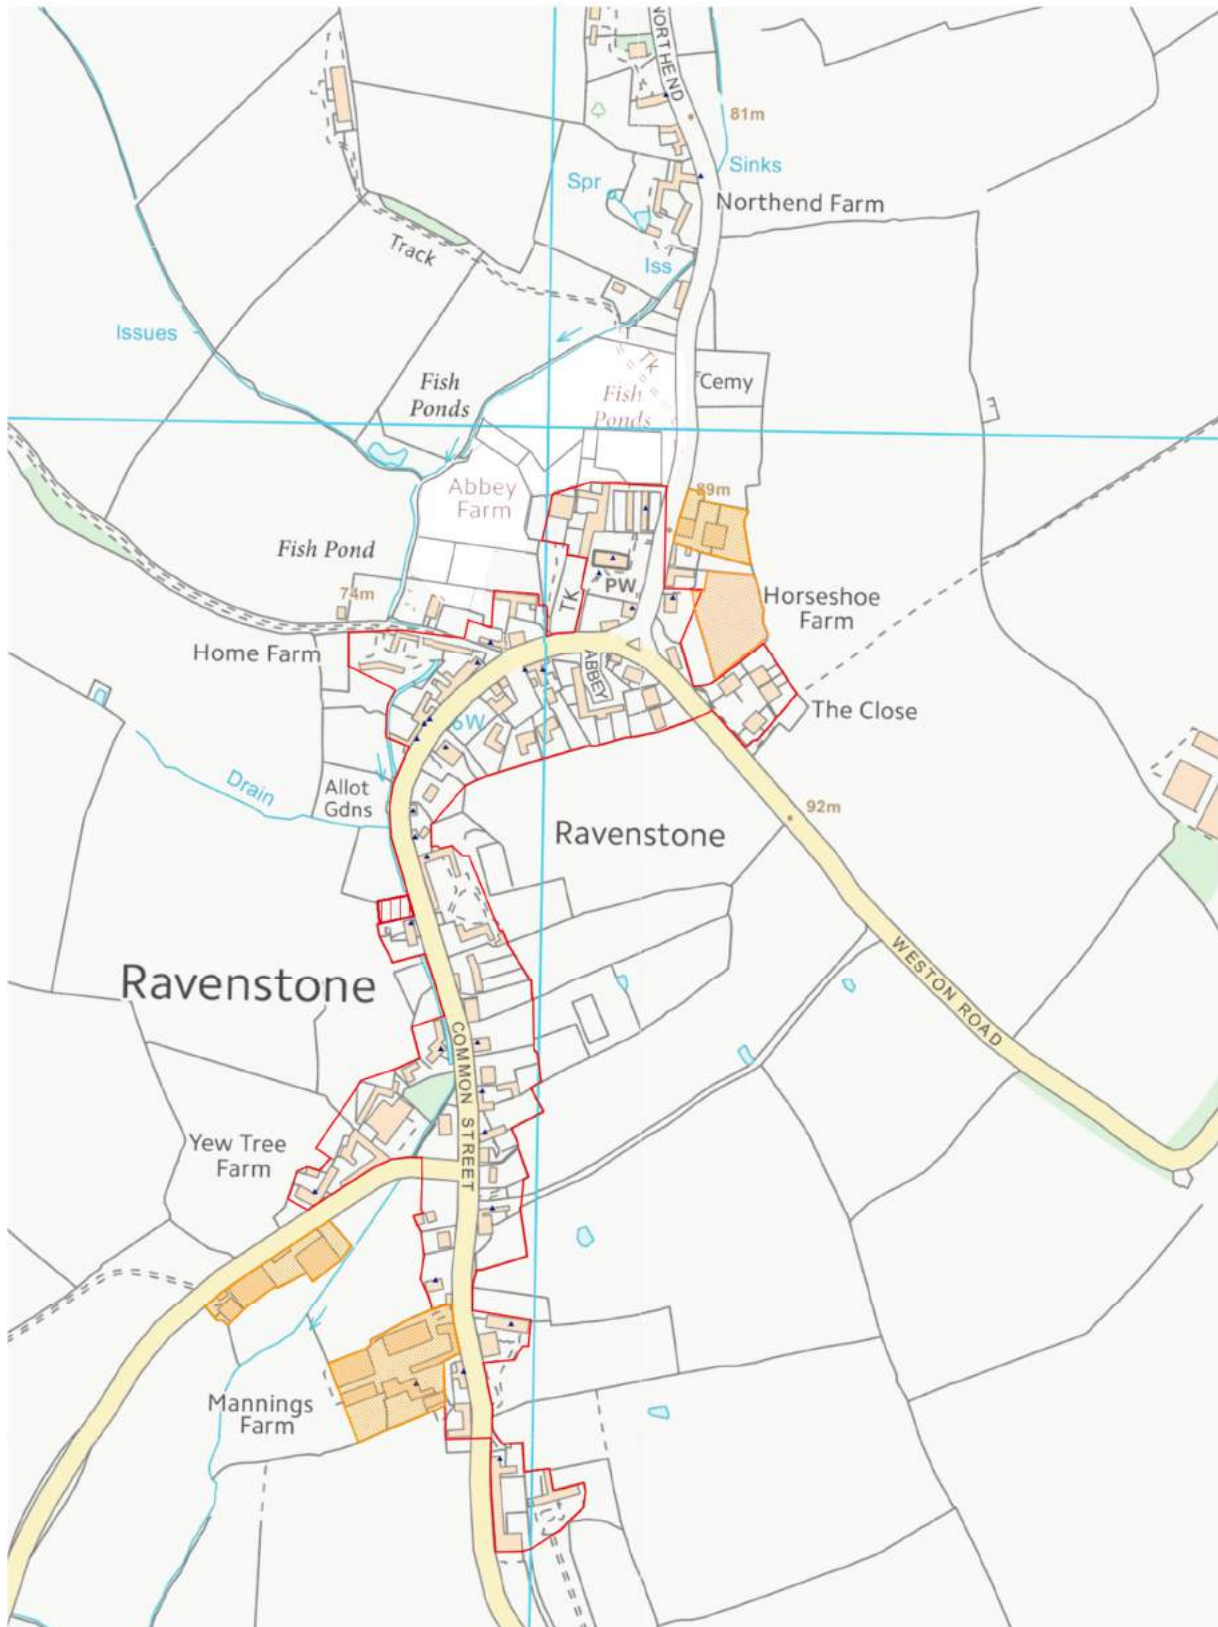 NORTHEND
81m
Sinks
Spr
Northend Farm
Track
Iss
Issues
TK
Fish
Ponds
Cemy
Fish
Ponds
Abbey
Farm
89m
Fish Pond
PW
TK
74m
Horseshoe
Farm
Home Farm
ABBEY
The Close
Drain
Allot
Gdns
92m
Ravenstone
WESTON ROAD
Ravenstone
COMMON STREET
Yew Tree
Farm
Mannings
Farm